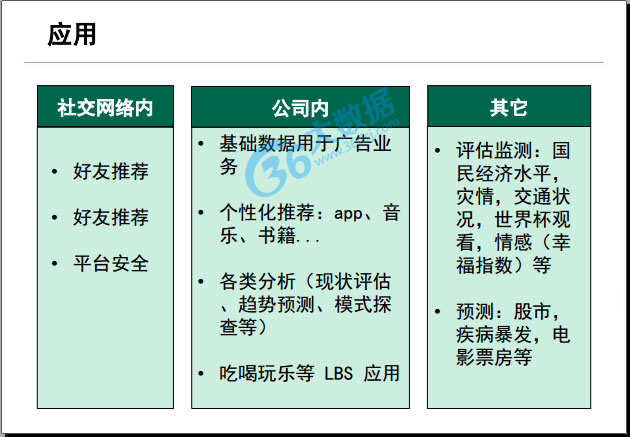 应用
社交网络内
• 好友推荐
• 好友推荐
• 平台安全
公司内
• 基础数据用于广告业
务
• 个性化推荐：app、音
乐、书籍...
• 各类分析（现状评估
、趋势预测、模式探
查等）
• 吃喝玩乐等 LBS 应用
其它
• 评估监测：国
民经济水平，
灾情，交通状
况，世界杯观
看，情感（幸
福指数）等
• 预测：股市，
疾病暴发，电
影票房等
36大数据